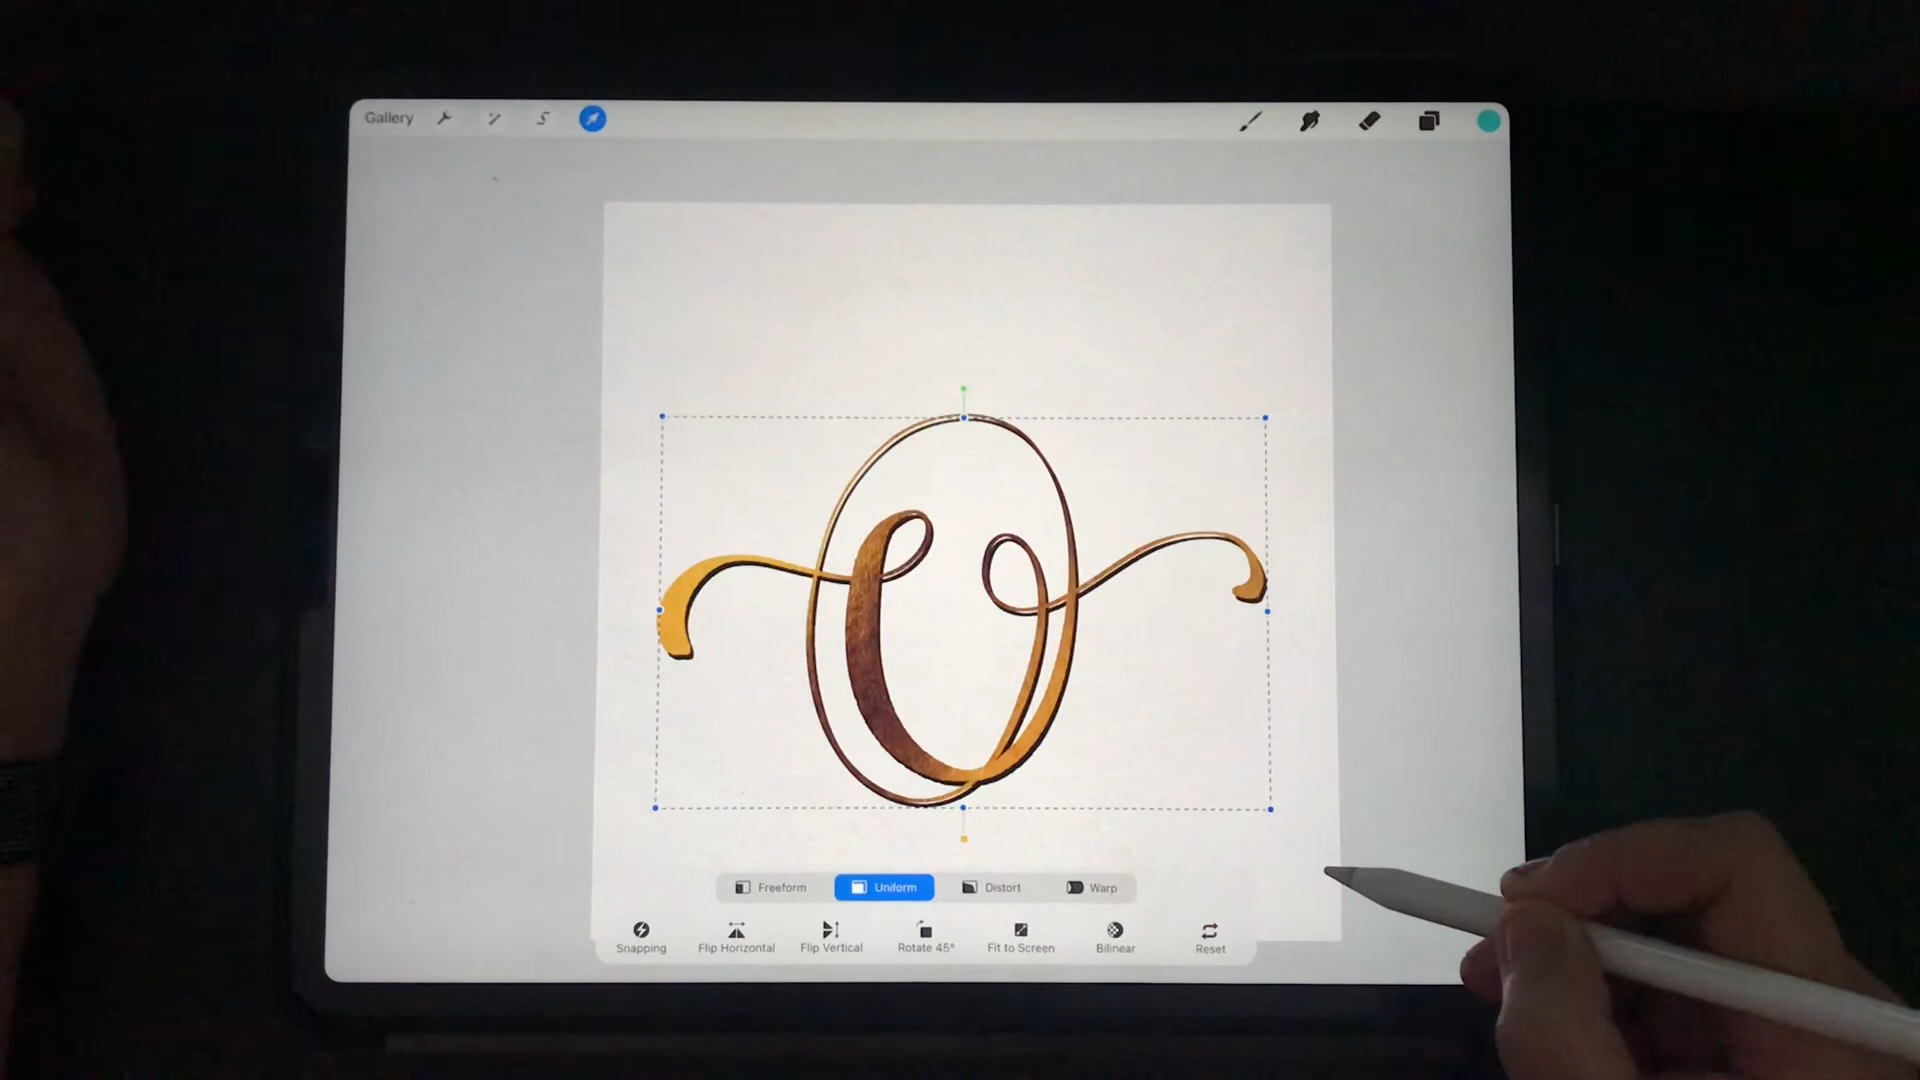 Gallery
O
Freeform Uniform Distort Warp
Snapping Flip Horizontal Flip Vertical Rotate 45° Fit to Screen Bilinear Reset